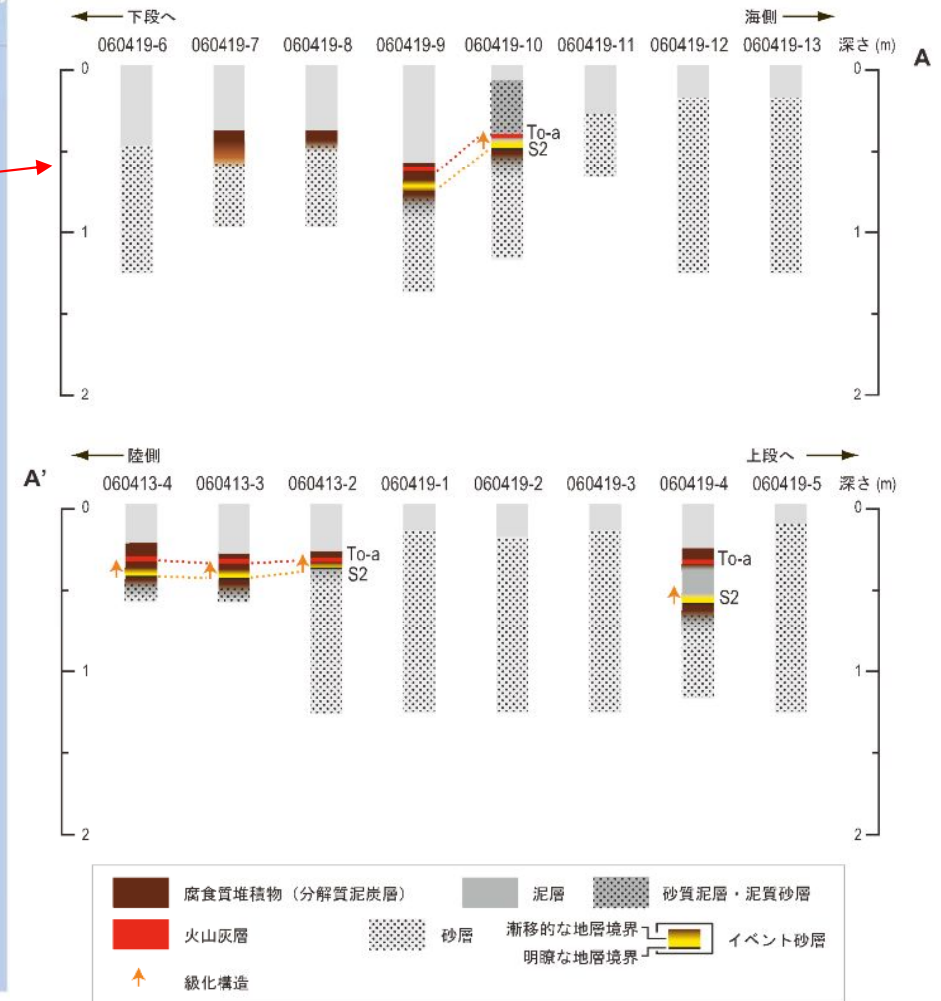 下段へ 海側
060419-6 060419-7 060419-8 060419-9 060419-10 060419-11 060419-12 060419-13 深さ (m)
A
0 0
To-a
S2
1 1
2 2
陸側 上段へ
A'
060413-4 060413-3 060413-2 060419-1 060419-2 060419-3 060419-4 060419-5 深さ (m)
0 0
To-a To-a
S2 S2
1 1
2 2
腐食質堆積物（分解質泥炭層） 泥層 砂質泥層・泥質砂層
火山灰層 砂層 漸移的な地層境界 イベント砂層
明瞭な地層境界
級化構造